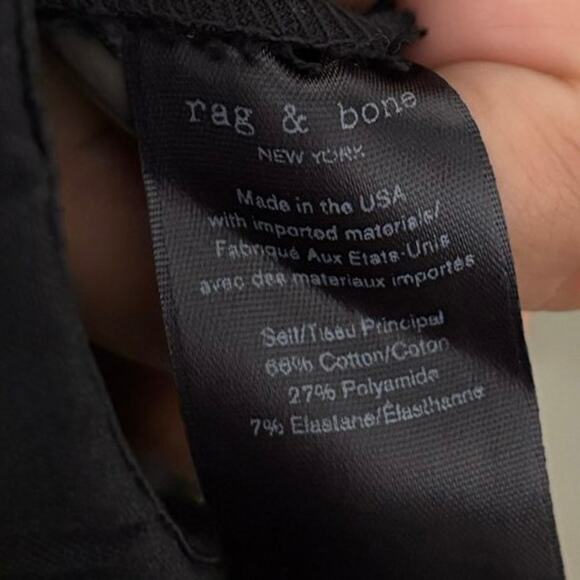 rag & bone
NEW YORK
Made in the USA
with imported materials/
Fabriqué Aux Etats-Unis
avec des materiaux importés
Self/Tissu Principal
66% Cotton/Coton
27% Polyamide
7% Elastane/Élasthanne